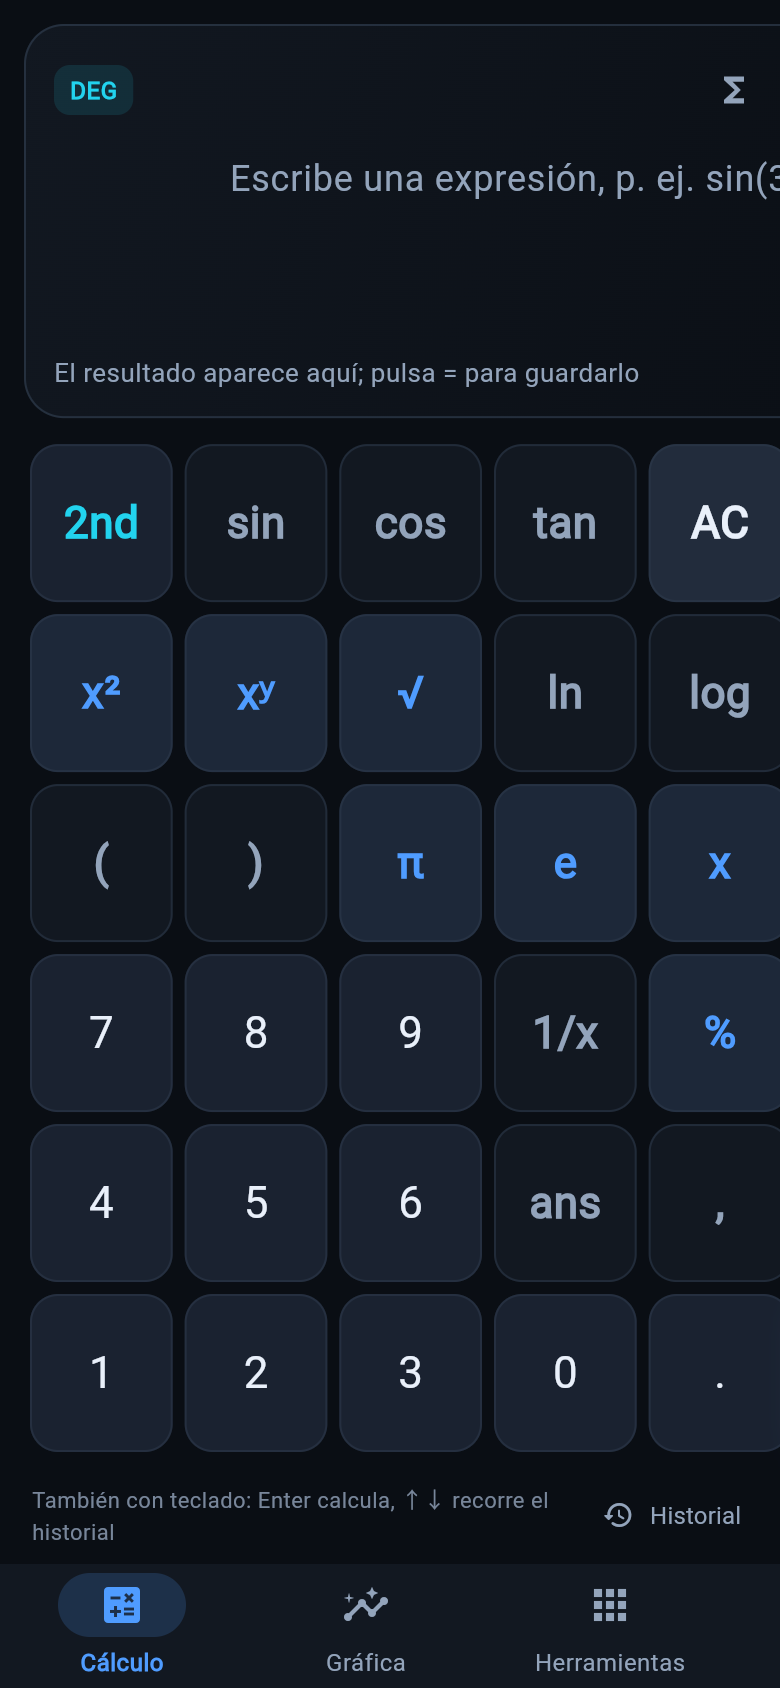 DEG Σ
Escribe una expresión, p. ej. sin(3
El resultado aparece aquí; pulsa = para guardarlo
2nd sin cos tan AC
x² xʸ √ ln log
( ) π e x
7 8 9 1/x %
4 5 6 ans ,
1 2 3 0 .
También con teclado: Enter calcula, ↑ ↓ recorre el
historial
Historial
Cálculo Gráfica Herramientas